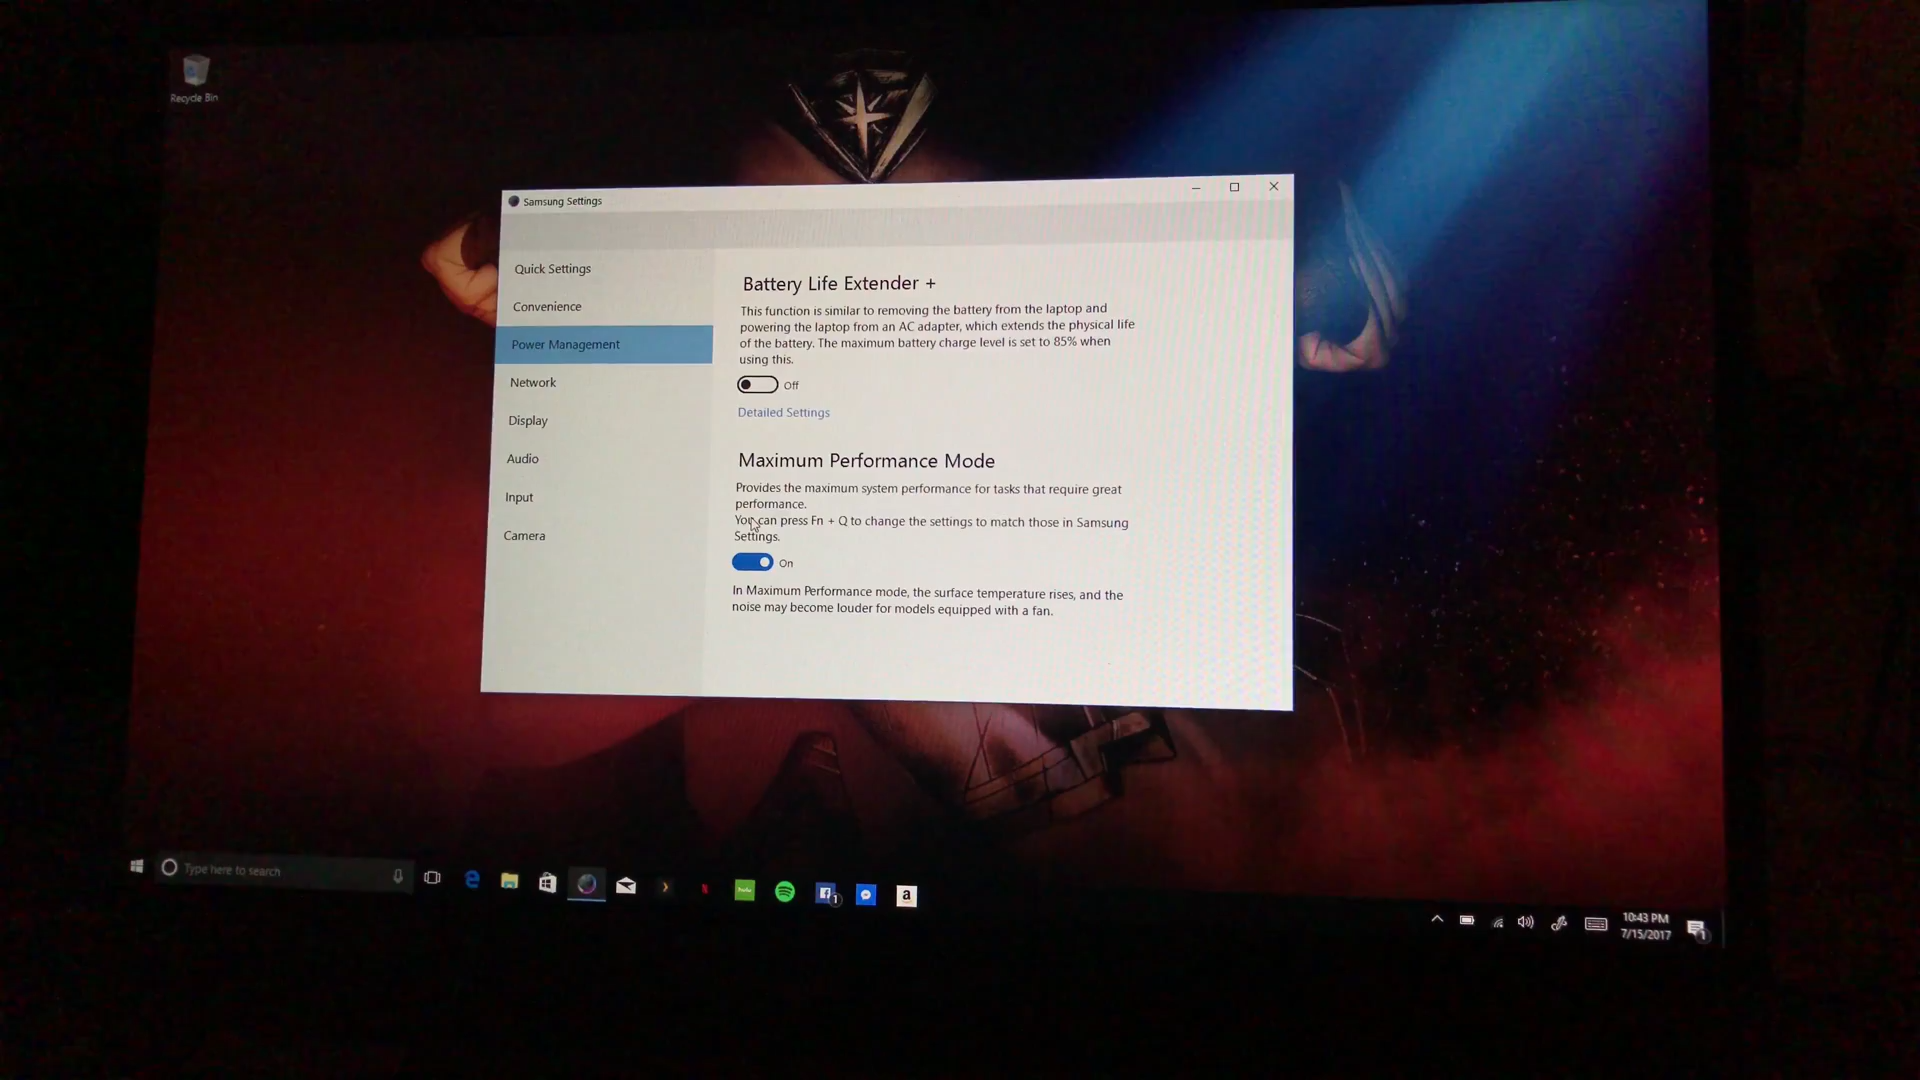 Recycle Bin
Samsung Settings
Quick Settings
Convenience
Power Management
Network
Display
Audio
Input
Camera
Battery Life Extender +
This function is similar to removing the battery from the laptop and
powering the laptop from an AC adapter, which extends the physical life
of the battery. The maximum battery charge level is set to 85% when
using this.
Off
Detailed Settings
Maximum Performance Mode
Provides the maximum system performance for tasks that require great
performance.
You can press Fn + Q to change the settings to match those in Samsung
Settings.
On
In Maximum Performance mode, the surface temperature rises, and the
noise may become louder for models equipped with a fan.
Type here to search
hulu
1
a
10:43 PM
7/15/2017
1